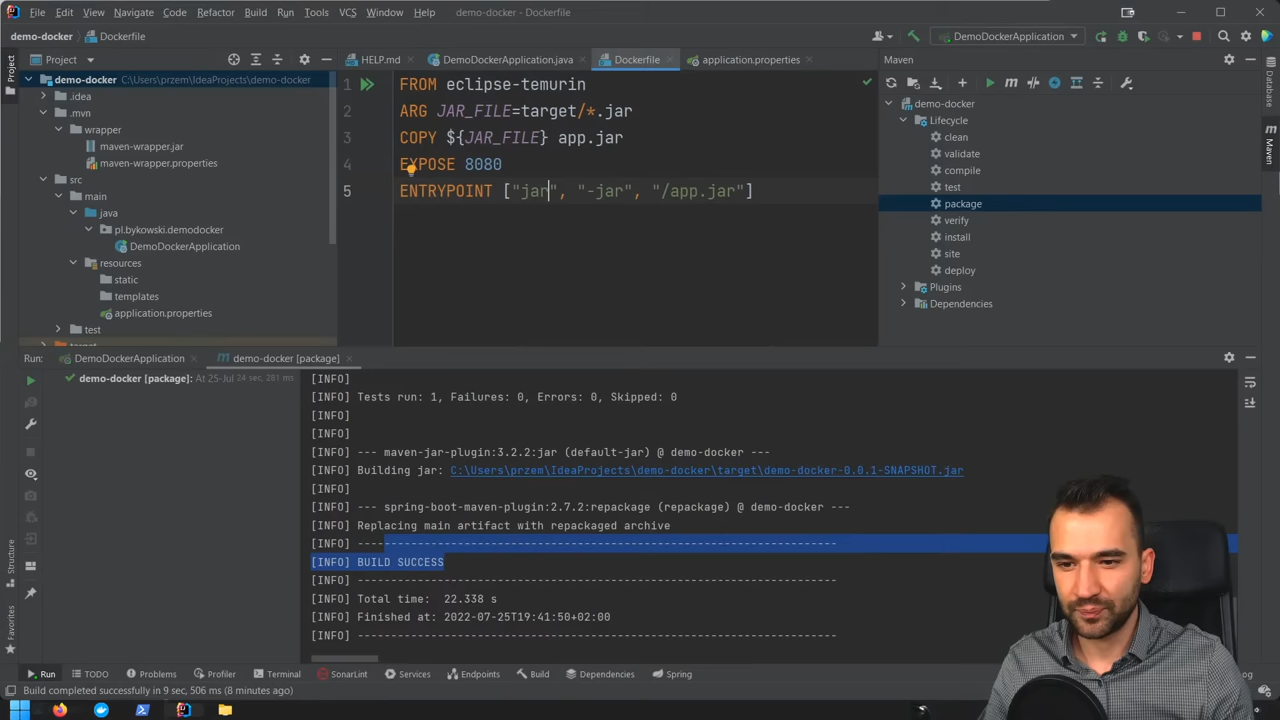 File Edit View Navigate Code Refactor Build Run Tools VCS Window Help demo-docker - Dockerfile
demo-docker Dockerfile DemoDockerApplication
Project HELP.md DemoDockerApplication.java Dockerfile application.properties Maven
demo-docker C:\Users\przem\IdeaProjects\demo-docker
.idea
.mvn
wrapper
maven-wrapper.jar
maven-wrapper.properties
src
main
java
pl.bykowski.demodocker
DemoDockerApplication
resources
static
templates
application.properties
test
target
1 FROM eclipse-temurin
2 ARG JAR_FILE=target/*.jar
3 COPY ${JAR_FILE} app.jar
4 EXPOSE 8080
5 ENTRYPOINT ["jar", "-jar", "/app.jar"]
demo-docker
Lifecycle
clean
validate
compile
test
package
verify
install
site
deploy
Plugins
Dependencies
Project
Database
Maven
Run: DemoDockerApplication demo-docker [package]
demo-docker [package]: At 25-Jul 24 sec, 281 ms
[INFO]
[INFO] Tests run: 1, Failures: 0, Errors: 0, Skipped: 0
[INFO]
[INFO]
[INFO] --- maven-jar-plugin:3.2.2:jar (default-jar) @ demo-docker ---
[INFO] Building jar: C:\Users\przem\IdeaProjects\demo-docker\target\demo-docker-0.0.1-SNAPSHOT.jar
[INFO]
[INFO] --- spring-boot-maven-plugin:2.7.2:repackage (repackage) @ demo-docker ---
[INFO] Replacing main artifact with repackaged archive
[INFO] ------------------------------------------------------------------------
[INFO] BUILD SUCCESS
[INFO] ------------------------------------------------------------------------
[INFO] Total time:  22.338 s
[INFO] Finished at: 2022-07-25T19:41:50+02:00
[INFO] ------------------------------------------------------------------------
Structure
Favorites
Run TODO Problems Profiler Terminal SonarLint Services Endpoints Build Dependencies Spring
Build completed successfully in 9 sec, 506 ms (8 minutes ago)